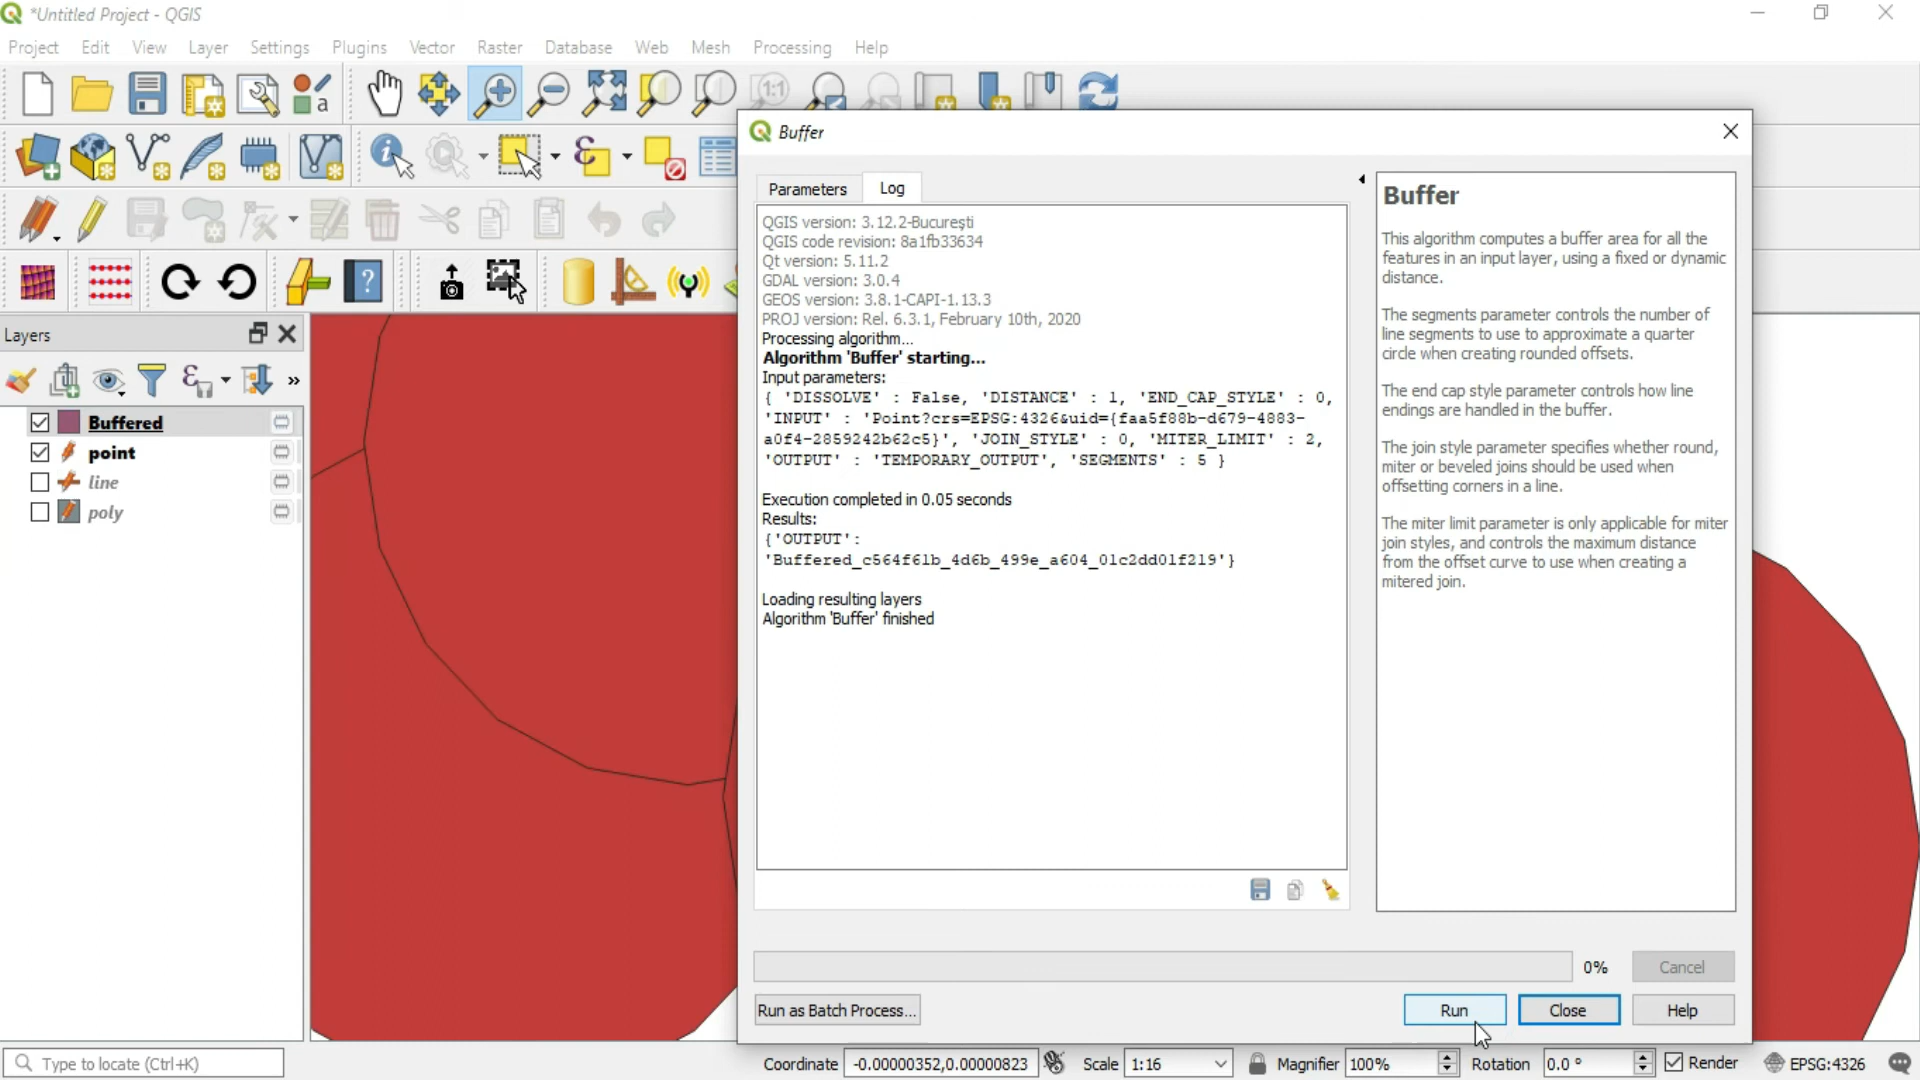 *Untitled Project - QGIS
Project Edit View Layer Settings Plugins Vector Raster Database Web Mesh Processing Help
a
1:1
Buffer
Parameters Log
QGIS version: 3.12.2-București
QGIS code revision: 8a1fb33634
Qt version: 5.11.2
GDAL version: 3.0.4
GEOS version: 3.8.1-CAPI-1.13.3
PROJ version: Rel. 6.3.1, February 10th, 2020
Processing algorithm...
Algorithm 'Buffer' starting...
Input parameters:
{ 'DISSOLVE' : False, 'DISTANCE' : 1, 'END_CAP_STYLE' : 0,
'INPUT' : 'Point?crs=EPSG:4326&uid={faa5f88b-d679-4883-
a0f4-2859242b62c5}', 'JOIN_STYLE' : 0, 'MITER_LIMIT' : 2,
'OUTPUT' : 'TEMPORARY_OUTPUT', 'SEGMENTS' : 5 }
Execution completed in 0.05 seconds
Results:
{'OUTPUT':
'Buffered_c564f61b_4d6b_499e_a604_01c2dd01f219'}
Loading resulting layers
Algorithm 'Buffer' finished
Buffer
This algorithm computes a buffer area for all the
features in an input layer, using a fixed or dynamic
distance.
The segments parameter controls the number of
line segments to use to approximate a quarter
circle when creating rounded offsets.
The end cap style parameter controls how line
endings are handled in the buffer.
The join style parameter specifies whether round,
miter or beveled joins should be used when
offsetting corners in a line.
The miter limit parameter is only applicable for miter
join styles, and controls the maximum distance
from the offset curve to use when creating a
mitered join.
Layers
Buffered
point
line
poly
0% Cancel
Run as Batch Process... Run Close Help
Type to locate (Ctrl+K) Coordinate -0.00000352,0.00000823 Scale 1:16 Magnifier 100% Rotation 0.0 ° Render EPSG:4326